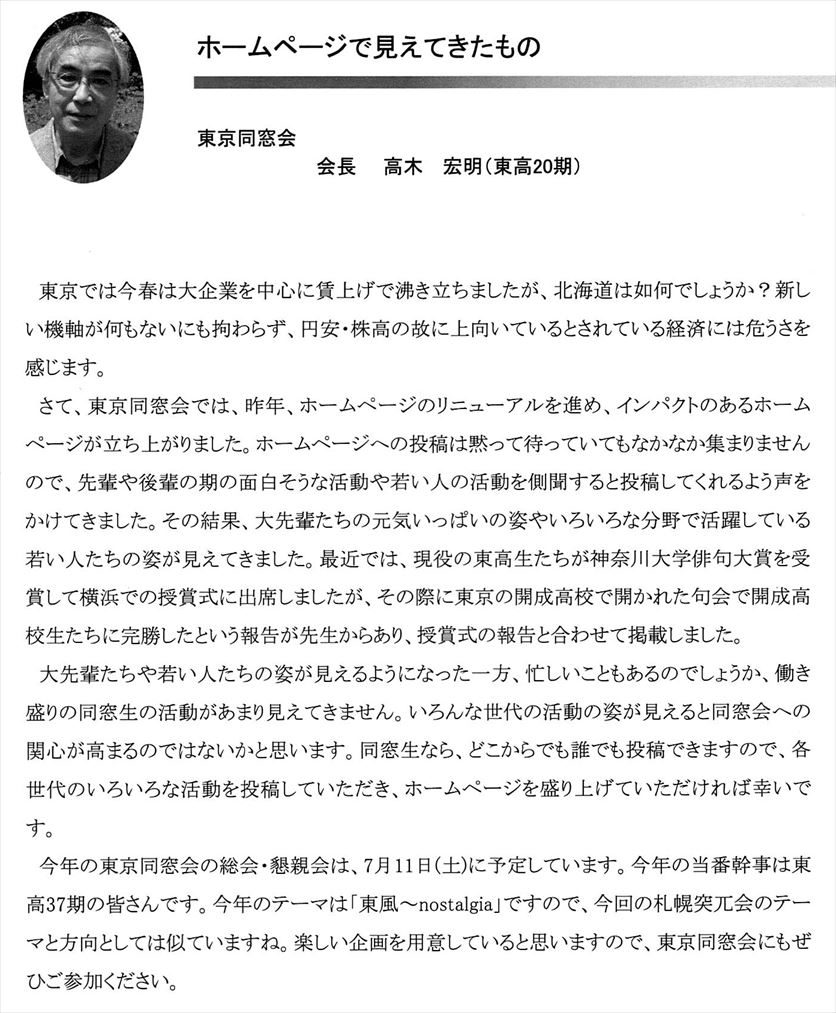 ホームページで見えてきたもの
東京同窓会
会長　高木　宏明（東高20期）
東京では今春は大企業を中心に賃上げで沸き立ちましたが、北海道は如何でしょうか？新し
い機軸が何もないにも拘わらず、円安・株高の故に上向いているとされている経済には危うさを
感じます。
さて、東京同窓会では、昨年、ホームページのリニューアルを進め、インパクトのあるホーム
ページが立ち上がりました。ホームページへの投稿は黙って待っていてもなかなか集まりません
ので、先輩や後輩の期の面白そうな活動や若い人の活動を側聞すると投稿してくれるよう声を
かけてきました。その結果、大先輩たちの元気いっぱいの姿やいろいろな分野で活躍している
若い人たちの姿が見えてきました。最近では、現役の東高生たちが神奈川大学俳句大賞を受
賞して横浜での授賞式に出席しましたが、その際に東京の開成高校で開かれた句会で開成高
校生たちに完勝したという報告が先生からあり、授賞式の報告と合わせて掲載しました。
大先輩たちや若い人たちの姿が見えるようになった一方、忙しいこともあるのでしょうか、働き
盛りの同窓生の活動があまり見えてきません。いろんな世代の活動の姿が見えると同窓会への
関心が高まるのではないかと思います。同窓生なら、どこからでも誰でも投稿できますので、各
世代のいろいろな活動を投稿していただき、ホームページを盛り上げていただければ幸いで
す。
今年の東京同窓会の総会・懇親会は、7月11日(土)に予定しています。今年の当番幹事は東
高37期の皆さんです。今年のテーマは「東風～nostalgia」ですので、今回の札幌突兀会のテー
マと方向としては似ていますね。楽しい企画を用意していると思いますので、東京同窓会にもぜ
ひご参加ください。